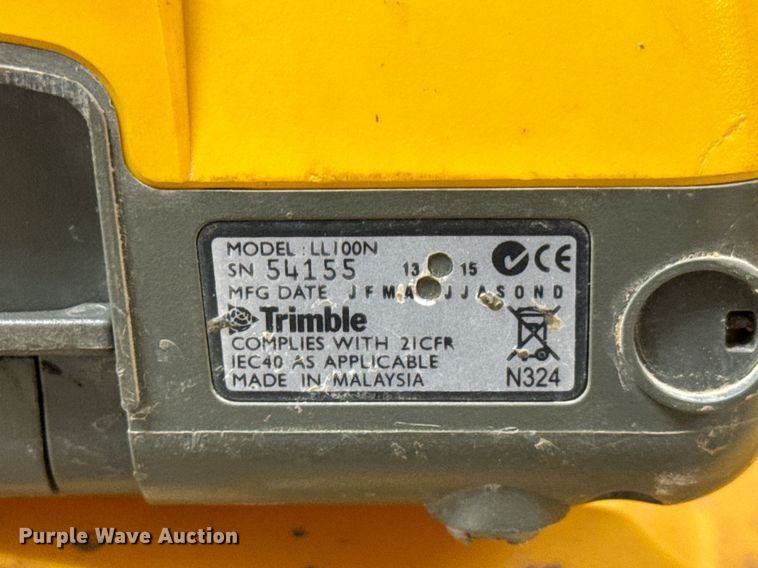 MODEL : LL100N
SN 54155 13 15 CE
MFG DATE J F M A J J A S O N D
Trimble
COMPLIES WITH 21CFR
IEC40 AS APPLICABLE
MADE IN MALAYSIA N324
Purple Wave Auction®